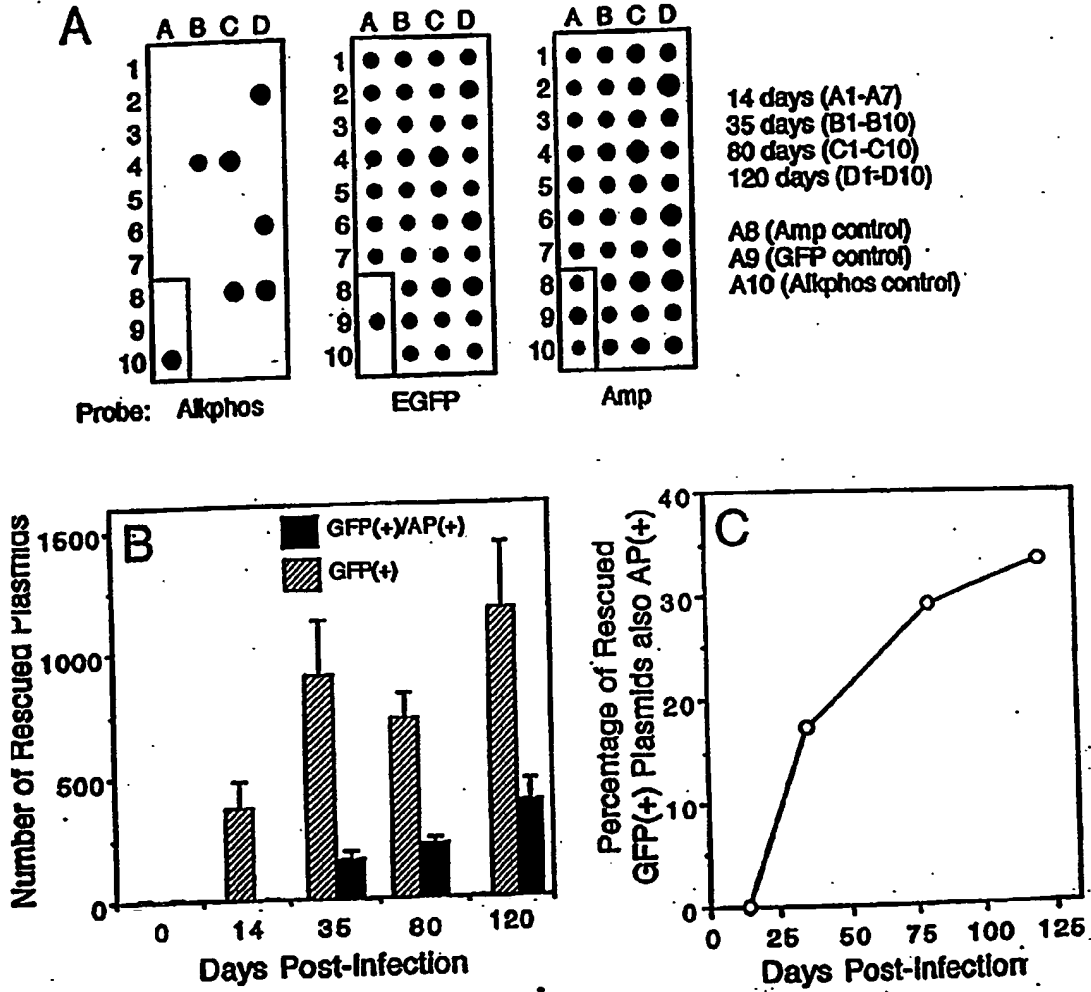 A
A B C D
1
2
3
4
5
6
7
8
9
10
Probe: Alkphos
A B C D
1
2
3
4
5
6
7
8
9
10
EGFP
A B C D
1
2
3
4
5
6
7
8
9
10
Amp
14 days (A1-A7)
35 days (B1-B10)
80 days (C1-C10)
120 days (D1-D10)
A8 (Amp control)
A9 (GFP control)
A10 (Alkphos control)
B
GFP(+)/AP(+)
GFP(+)
Number of Rescued Plasmids
1500
1000
500
0
0 14 35 80 120
Days Post-Infection
C
Percentage of Rescued
GFP(+) Plasmids also AP(+)
40
30
20
10
0
0 25 50 75 100 125
Days Post-Infection